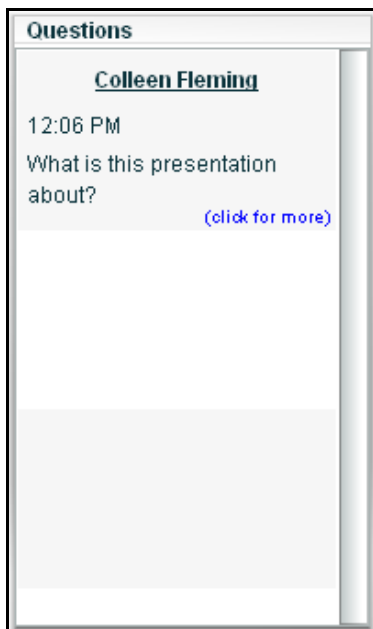 Questions
Colleen Fleming
12:06 PM
What is this presentation
about?
(click for more)